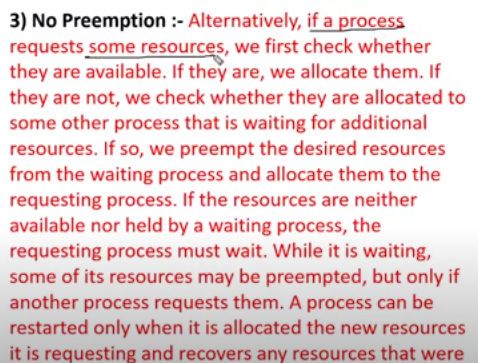 3) No Preemption :- Alternatively, if a process
requests some resources, we first check whether
they are available. If they are, we allocate them. If
they are not, we check whether they are allocated to
some other process that is waiting for additional
resources. If so, we preempt the desired resources
from the waiting process and allocate them to the
requesting process. If the resources are neither
available nor held by a waiting process, the
requesting process must wait. While it is waiting,
some of its resources may be preempted, but only if
another process requests them. A process can be
restarted only when it is allocated the new resources
it is requesting and recovers any resources that were